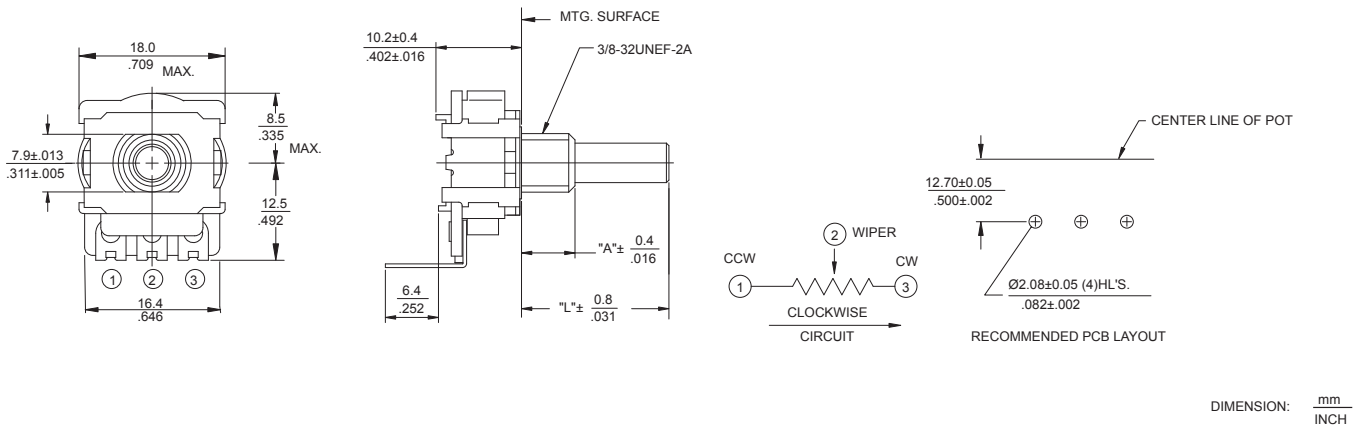 18.0
.709 MAX.
8.5
.335
MAX.
7.9±.013
.311±.005
12.5
.492
1 2 3
16.4
.646
MTG. SURFACE
10.2±0.4
.402±.016
3/8-32UNEF-2A
"A"± 0.4
.016
6.4
.252
"L"± 0.8
.031
2 WIPER
CCW
CW
1
3
CLOCKWISE
CIRCUIT
CENTER LINE OF POT
12.70±0.05
.500±.002
Ø2.08±0.05 (4)HL'S.
.082±.002
RECOMMENDED PCB LAYOUT
DIMENSION: mm
INCH